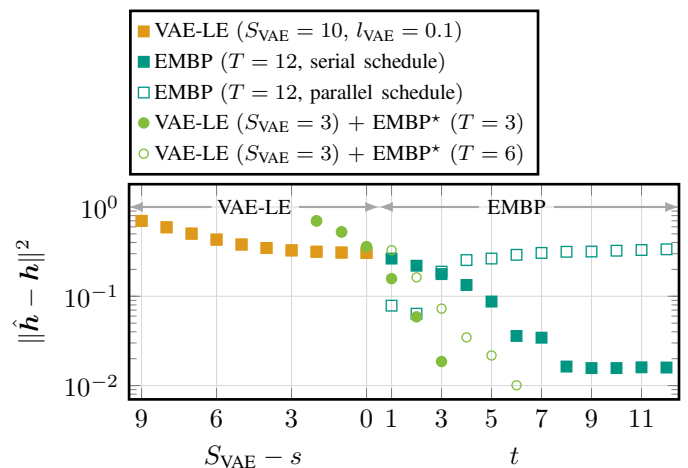 VAE-LE (S_VAE = 10, l_VAE = 0.1)
EMBP (T = 12, serial schedule)
EMBP (T = 12, parallel schedule)
VAE-LE (S_VAE = 3) + EMBP⋆ (T = 3)
VAE-LE (S_VAE = 3) + EMBP⋆ (T = 6)
VAE-LE EMBP
10^0
10^−1
10^−2
‖ĥ − h‖^2
9 6 3 0 1 3 5 7 9 11
S_VAE − s t